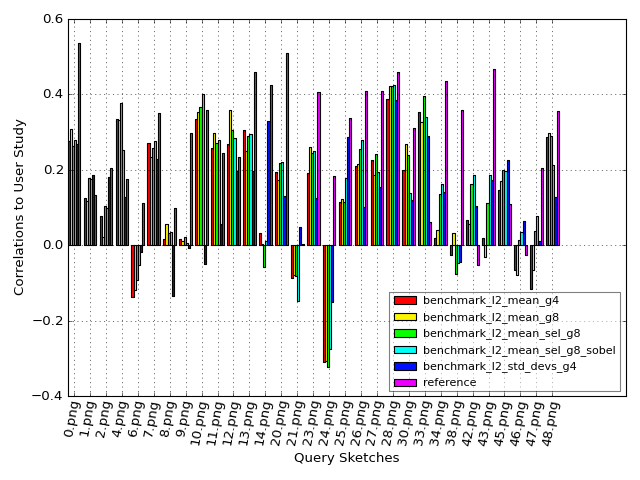 0.6
0.4
0.2
0.0
−0.2
−0.4
Correlations to User Study
benchmark_l2_mean_g4
benchmark_l2_mean_g8
benchmark_l2_mean_sel_g8
benchmark_l2_mean_sel_g8_sobel
benchmark_l2_std_devs_g4
reference
0.png
1.png
2.png
4.png
6.png
7.png
8.png
9.png
10.png
11.png
12.png
13.png
14.png
20.png
21.png
23.png
24.png
25.png
26.png
27.png
28.png
30.png
33.png
34.png
38.png
42.png
43.png
45.png
46.png
47.png
48.png
Query Sketches